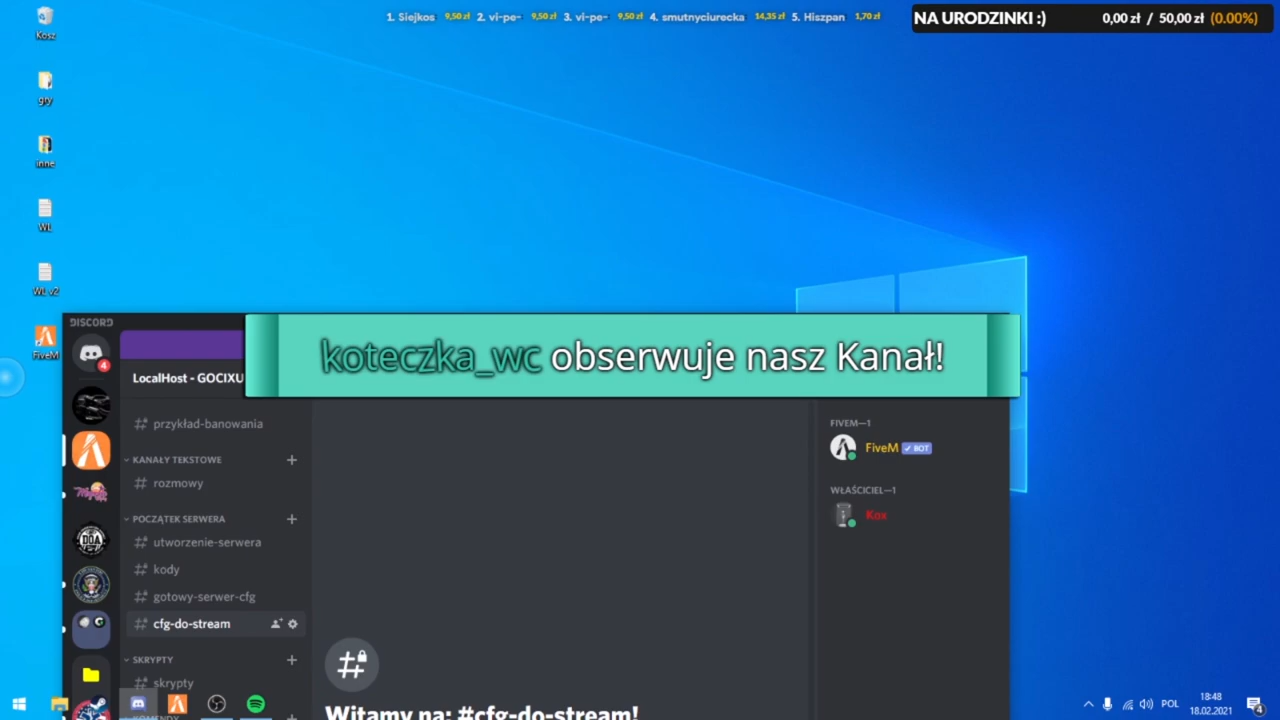 1. Siejkos 9,50 zł 2. vi-pe- 9,50 zł 3. vi-pe- 9,50 zł 4. smutnyciurecka 14,35 zł 5. Hiszpan 1,70 zł
NA URODZINKI :) 0,00 zł / 50,00 zł (0.00%)
Kosz
gry
inne
WL
WL v2
FiveM
DISCORD
koteczka_wc obserwuje nasz Kanał!
4
LocalHost - GOCIXU
przykład-banowania
KANAŁY TEKSTOWE
rozmowy
POCZĄTEK SERWERA
utworzenie-serwera
kody
gotowy-serwer-cfg
cfg-do-stream
SKRYPTY
skrypty
Witamy na: #cfg-do-stream!
FIVEM—1
FiveM BOT
WŁAŚCICIEL—1
Kox
DOA
POL
18:48
18.02.2021
4